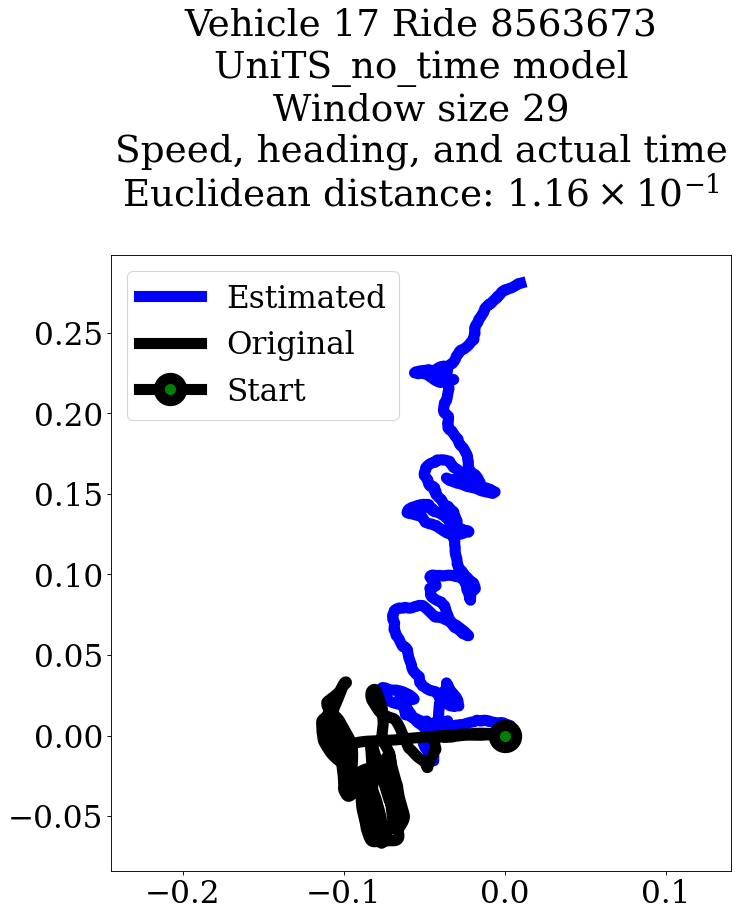 Vehicle 17 Ride 8563673
UniTS_no_time model
Window size 29
Speed, heading, and actual time
Euclidean distance: 1.16 × 10⁻¹
Estimated
Original
Start
0.25
0.20
0.15
0.10
0.05
0.00
−0.05
−0.2 −0.1 0.0 0.1